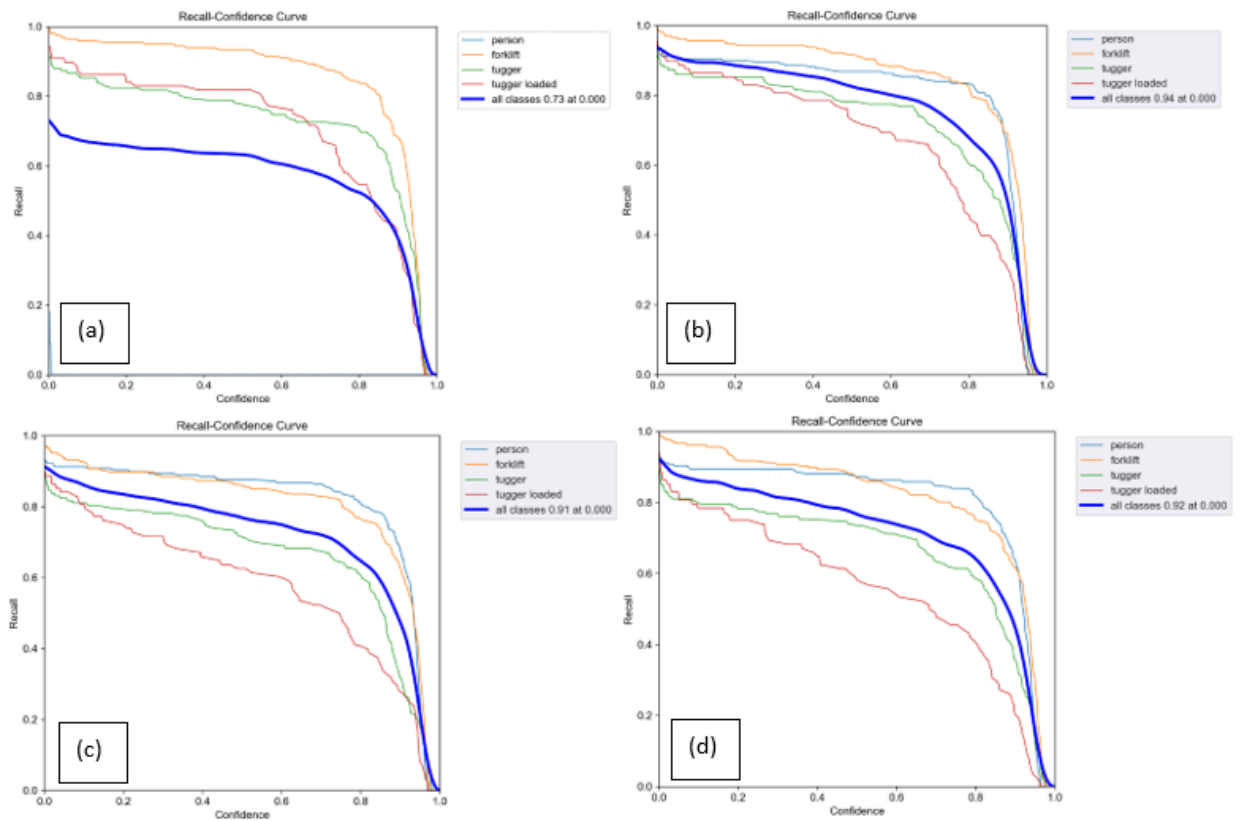 Recall-Confidence Curve
1.0
0.8
0.6
0.4
0.2
0.0
Recall
0.0 0.2 0.4 0.6 0.8 1.0
Confidence
person
forklift
tugger
tugger loaded
all classes 0.73 at 0.000
(a)
Recall-Confidence Curve
1.0
0.8
0.6
0.4
0.2
0.0
Recall
0.0 0.2 0.4 0.6 0.8 1.0
Confidence
person
forklift
tugger
tugger loaded
all classes 0.94 at 0.000
(b)
Recall-Confidence Curve
1.0
0.8
0.6
0.4
0.2
0.0
Recall
0.0 0.2 0.4 0.6 0.8 1.0
Confidence
person
forklift
tugger
tugger loaded
all classes 0.91 at 0.000
(c)
Recall-Confidence Curve
1.0
0.8
0.6
0.4
0.2
0.0
Recall
0.0 0.2 0.4 0.6 0.8 1.0
Confidence
person
forklift
tugger
tugger loaded
all classes 0.92 at 0.000
(d)